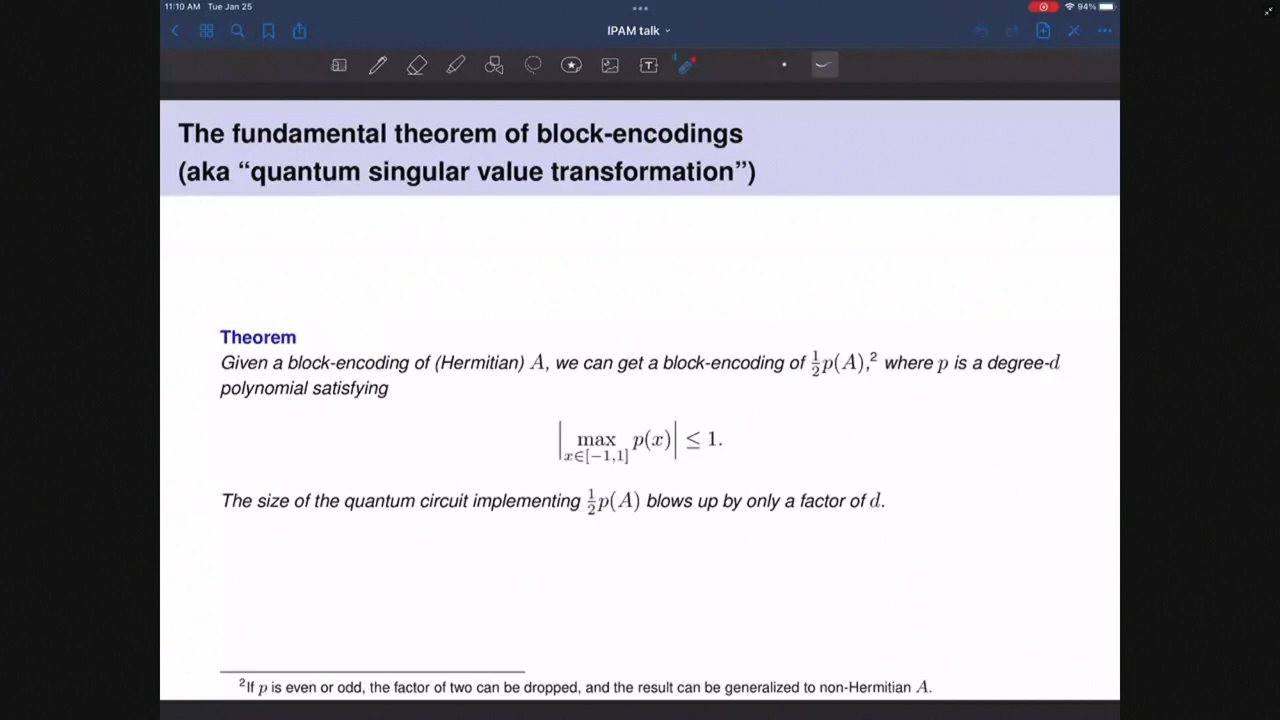 11:10 AM Tue Jan 25
94%
IPAM talk
The fundamental theorem of block-encodings
(aka “quantum singular value transformation”)
Theorem
Given a block-encoding of (Hermitian) A, we can get a block-encoding of ½p(A),² where p is a degree-d
polynomial satisfying
|max_{x∈[−1,1]} p(x)| ≤ 1.
The size of the quantum circuit implementing ½p(A) blows up by only a factor of d.
²If p is even or odd, the factor of two can be dropped, and the result can be generalized to non-Hermitian A.